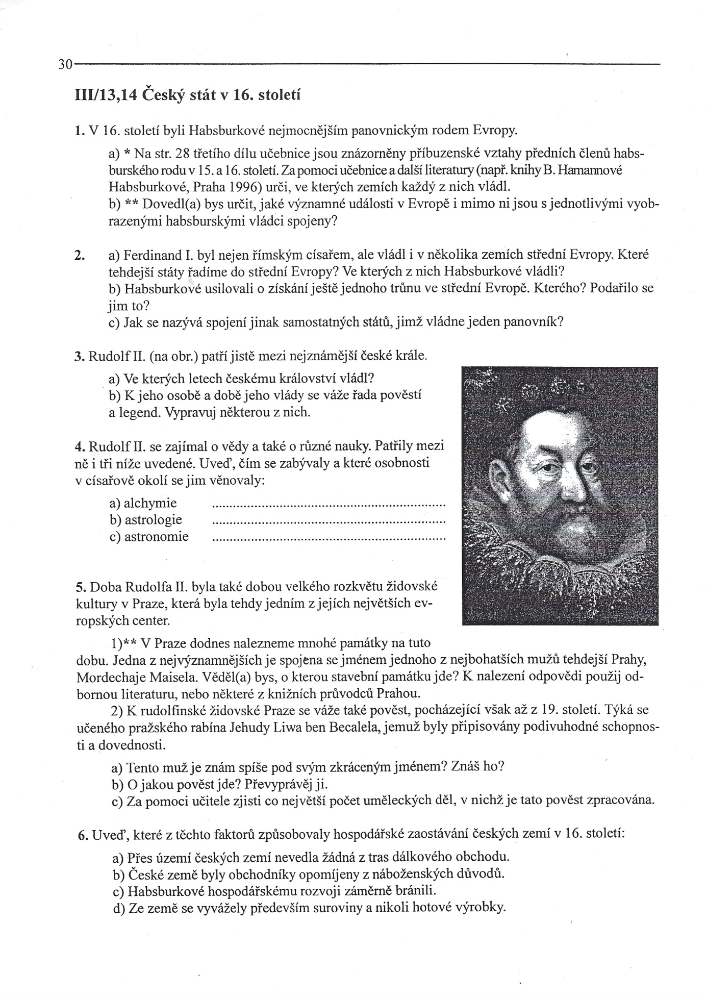 30
III/13,14 Český stát v 16. století
1. V 16. století byli Habsburkové nejmocnějším panovnickým rodem Evropy.
a) * Na str. 28 třetího dílu učebnice jsou znázorněny příbuzenské vztahy předních členů habs-
burského rodu v 15. a 16. století. Za pomoci učebnice a další literatury (např. knihy B. Hamannové
Habsburkové, Praha 1996) urči, ve kterých zemích každý z nich vládl.
b) ** Dovedl(a) bys určit, jaké významné události v Evropě i mimo ni jsou s jednotlivými vyob-
razenými habsburskými vládci spojeny?
2. a) Ferdinand I. byl nejen římským císařem, ale vládl i v několika zemích střední Evropy. Které
tehdejší státy řadíme do střední Evropy? Ve kterých z nich Habsburkové vládli?
b) Habsburkové usilovali o získání ještě jednoho trůnu ve střední Evropě. Kterého? Podařilo se
jim to?
c) Jak se nazývá spojení jinak samostatných států, jimž vládne jeden panovník?
3. Rudolf II. (na obr.) patří jistě mezi nejznámější české krále.
a) Ve kterých letech českému království vládl?
b) K jeho osobě a době jeho vlády se váže řada pověstí
a legend. Vypravuj některou z nich.
4. Rudolf II. se zajímal o vědy a také o různé nauky. Patřily mezi
ně i tři níže uvedené. Uveď, čím se zabývaly a které osobnosti
v císařově okolí se jim věnovaly:
a) alchymie ....................................................................
b) astrologie ....................................................................
c) astronomie ....................................................................
5. Doba Rudolfa II. byla také dobou velkého rozkvětu židovské
kultury v Praze, která byla tehdy jedním z jejích největších ev-
ropských center.
1)** V Praze dodnes nalezneme mnohé památky na tuto
dobu. Jedna z nejvýznamnějších je spojena se jménem jednoho z nejbohatších mužů tehdejší Prahy,
Mordechaje Maisela. Věděl(a) bys, o kterou stavební památku jde? K nalezení odpovědi použij od-
bornou literaturu, nebo některé z knižních průvodců Prahou.
2) K rudolfinské židovské Praze se váže také pověst, pocházející však až z 19. století. Týká se
učeného pražského rabína Jehudy Liwa ben Becalela, jemuž byly připisovány podivuhodné schopnos-
ti a dovednosti.
a) Tento muž je znám spíše pod svým zkráceným jménem? Znáš ho?
b) O jakou pověst jde? Převyprávěj ji.
c) Za pomoci učitele zjisti co největší počet uměleckých děl, v nichž je tato pověst zpracována.
6. Uveď, které z těchto faktorů způsobovaly hospodářské zaostávání českých zemí v 16. století:
a) Přes území českých zemí nevedla žádná z tras dálkového obchodu.
b) České země byly obchodníky opomíjeny z náboženských důvodů.
c) Habsburkové hospodářskému rozvoji záměrně bránili.
d) Ze země se vyvážely především suroviny a nikoli hotové výrobky.